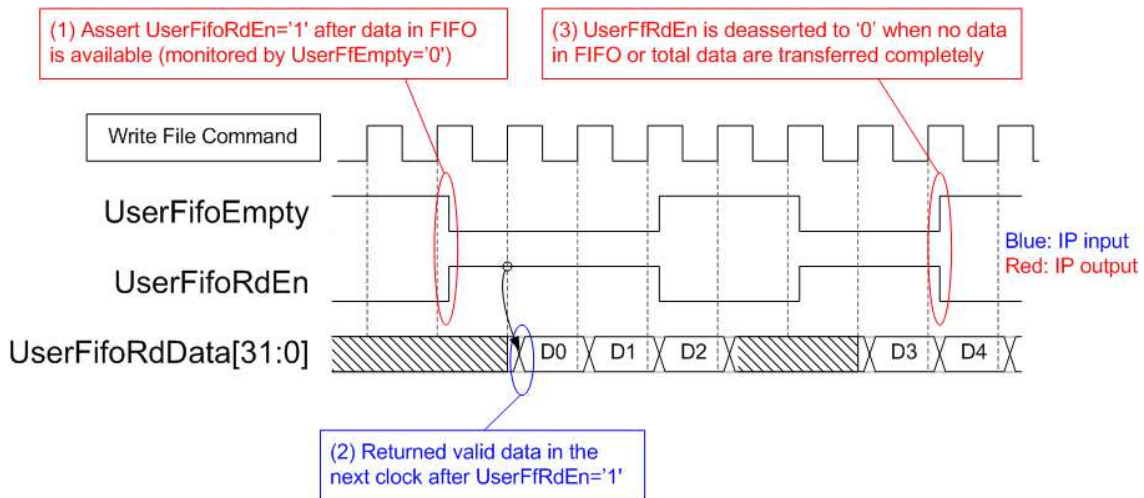 (1) Assert UserFifoRdEn='1' after data in FIFO
is available (monitored by UserFfEmpty='0')
(3) UserFfRdEn is deasserted to ‘0’ when no data
in FIFO or total data are transferred completely
Write File Command
UserFifoEmpty
UserFifoRdEn
Blue: IP input
Red: IP output
UserFifoRdData[31:0]
D0 D1 D2 D3 D4
(2) Returned valid data in the
next clock after UserFfRdEn='1'